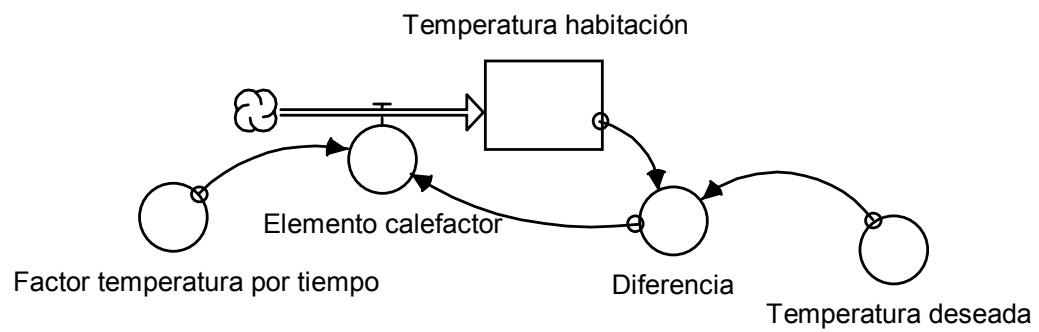 Temperatura habitación
Elemento calefactor
Factor temperatura por tiempo
Diferencia
Temperatura deseada